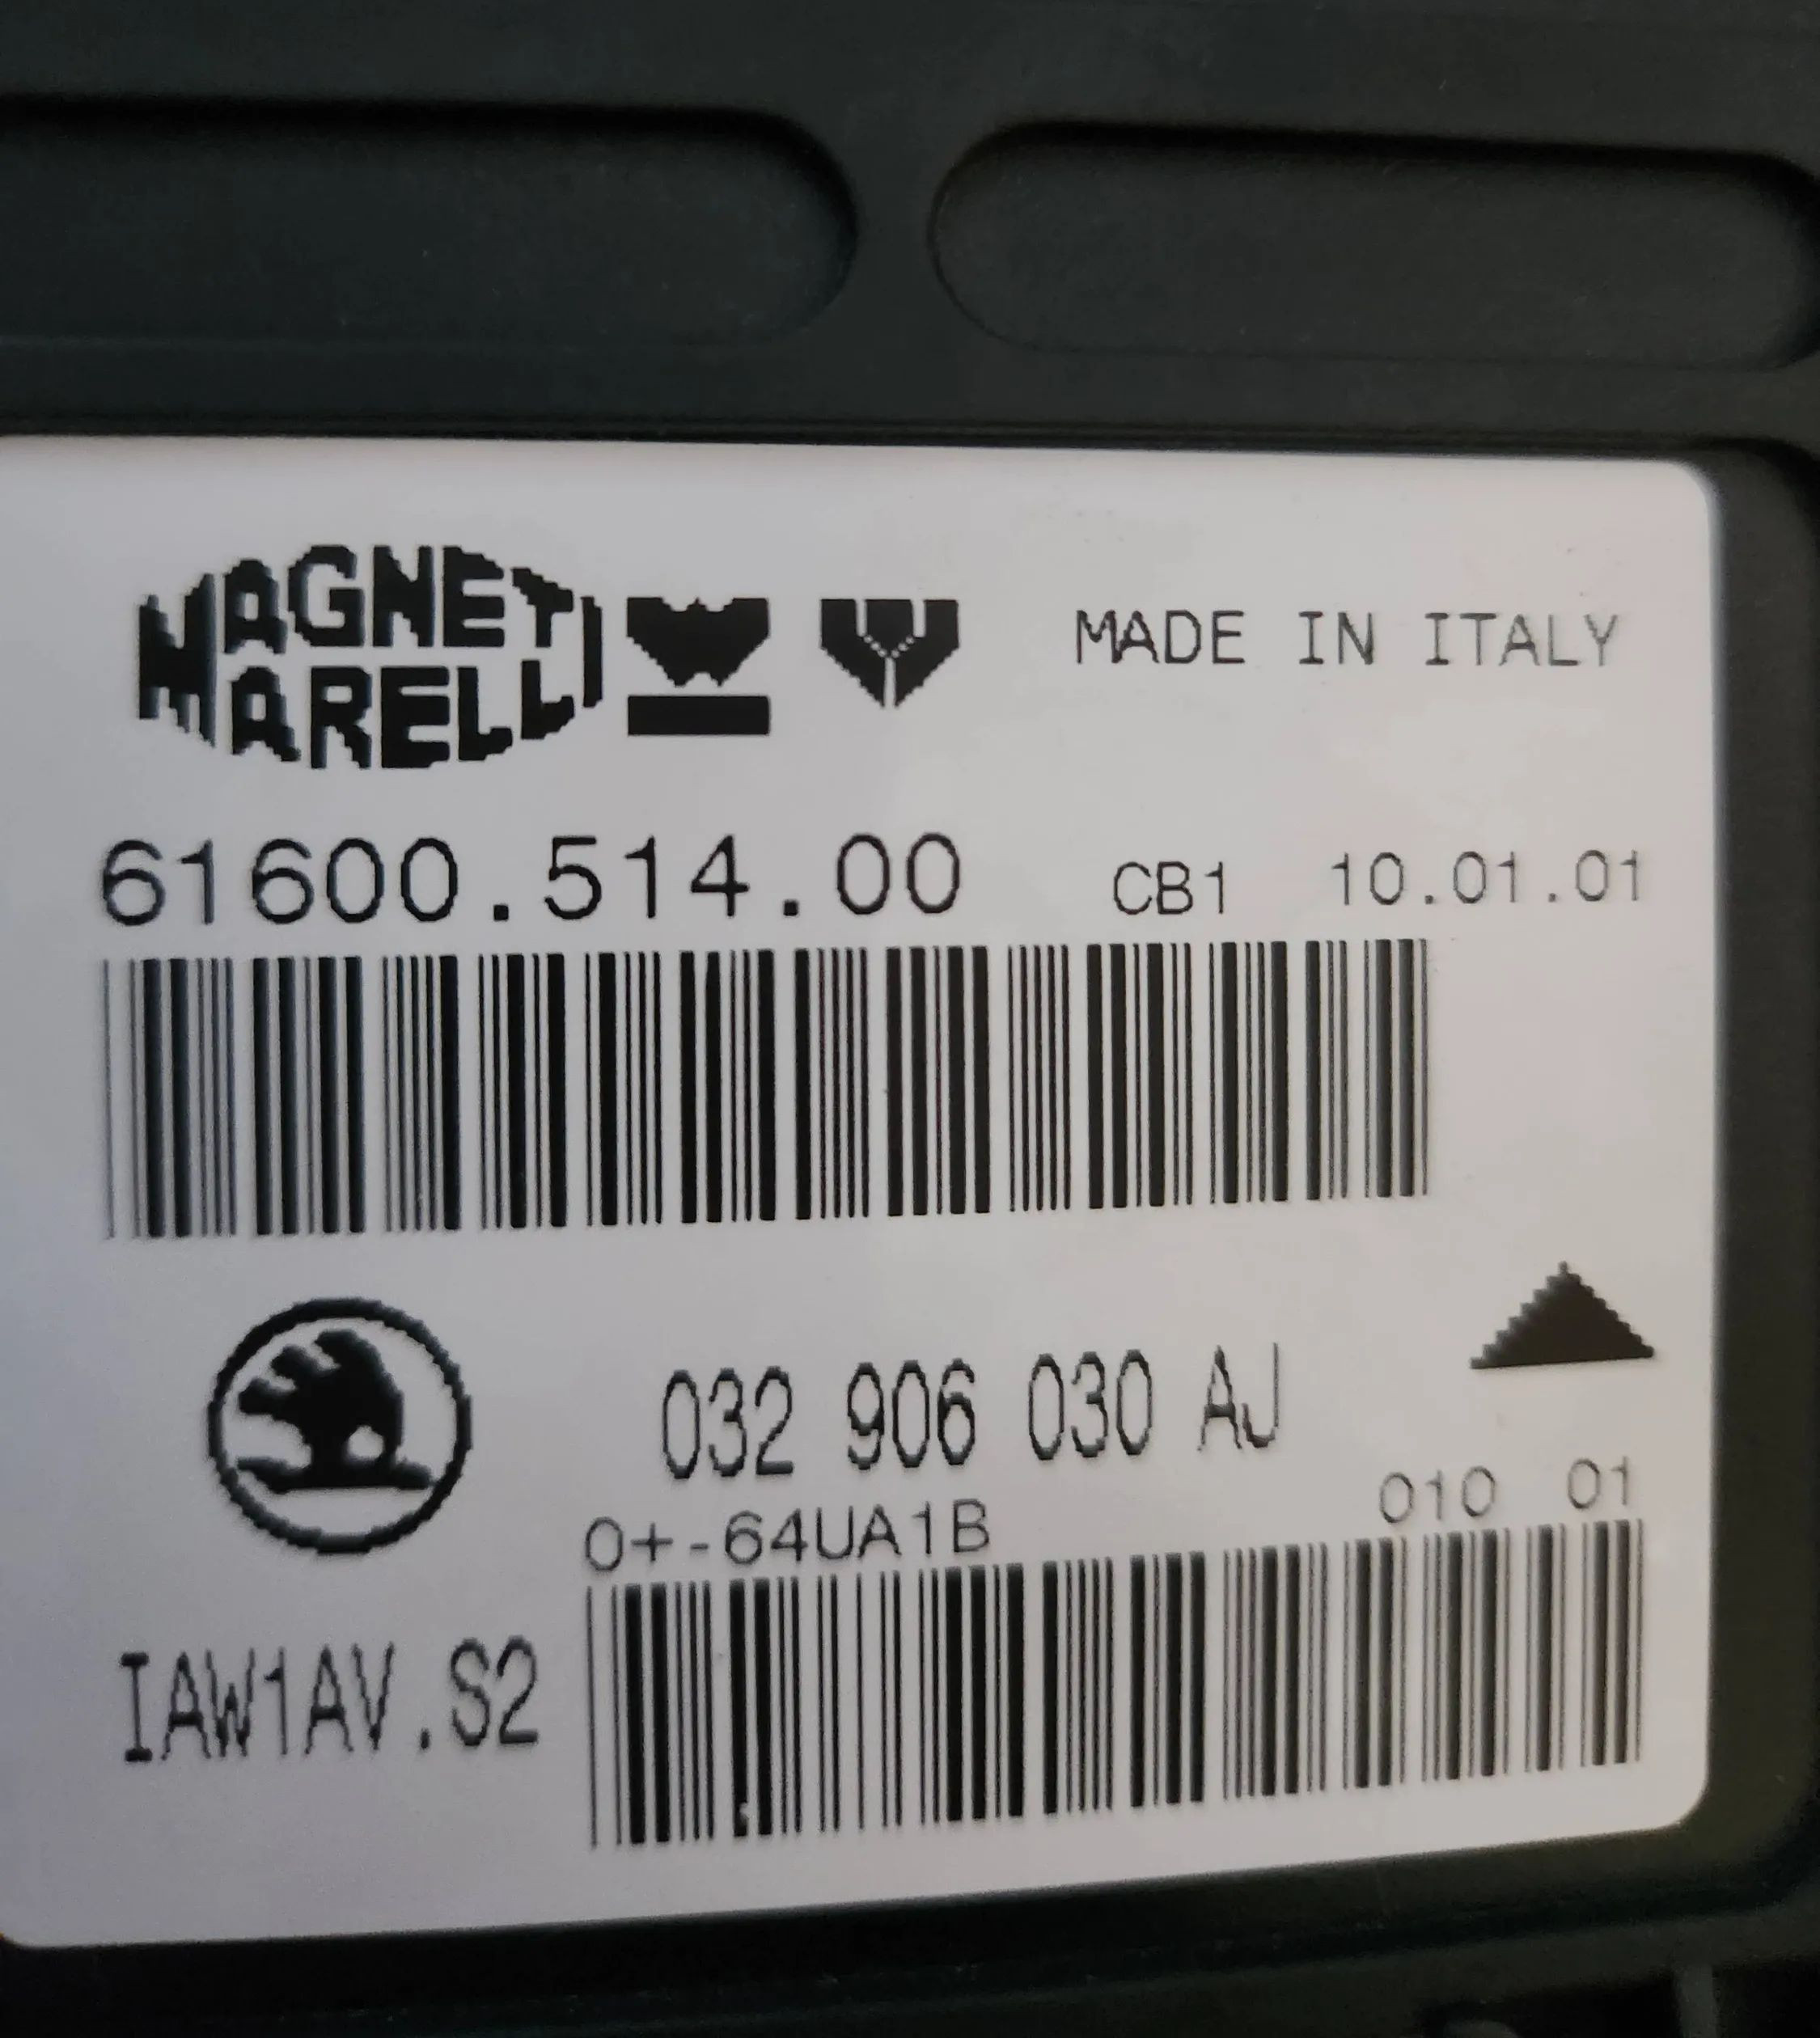 MAGNETI
MARELLI
MADE IN ITALY
61600.514.00 CB1 10.01.01
032 906 030 AJ
010 01
0+-64UA1B
IAW1AV.S2